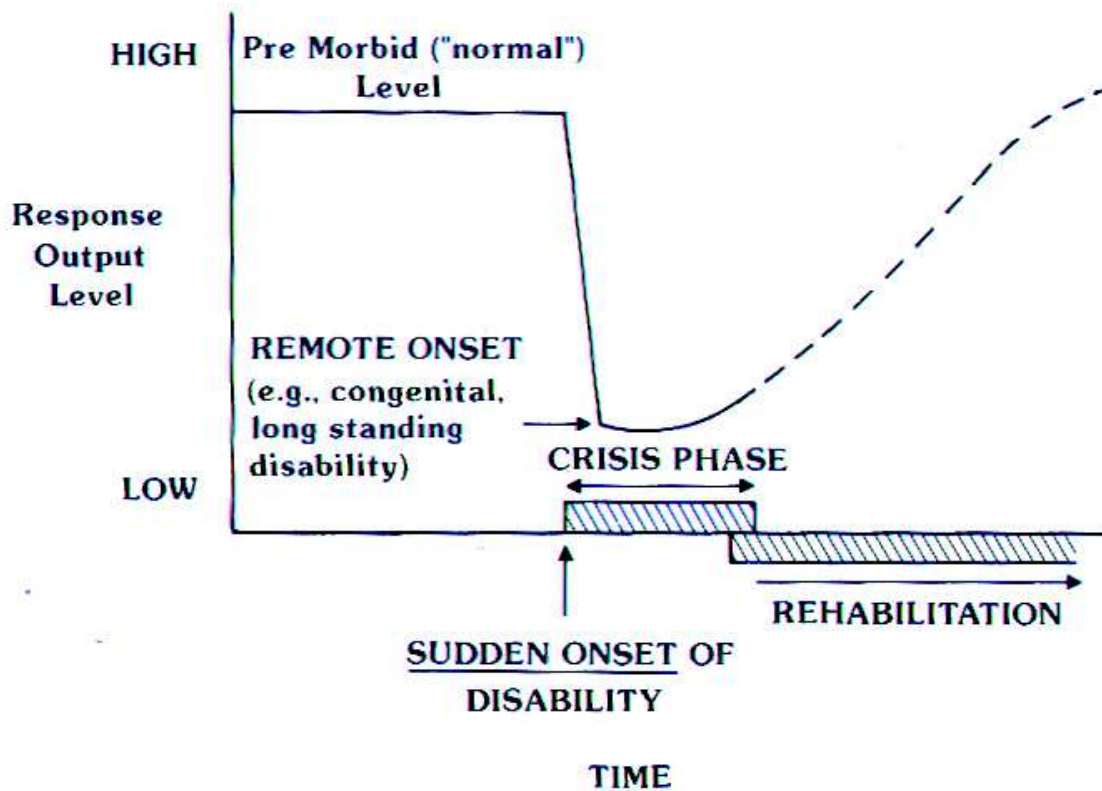 HIGH
Pre Morbid ("normal")
Level
Response
Output
Level
REMOTE ONSET
(e.g., congenital,
long standing
disability)
LOW
CRISIS PHASE
REHABILITATION
SUDDEN ONSET OF
DISABILITY
TIME